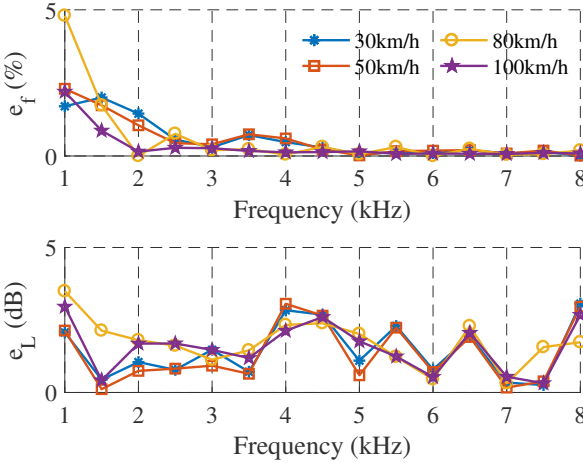 5
30km/h 80km/h
50km/h 100km/h
e_f (%)
0
1 2 3 4 5 6 7 8
Frequency (kHz)
5
e_L (dB)
0
1 2 3 4 5 6 7 8
Frequency (kHz)